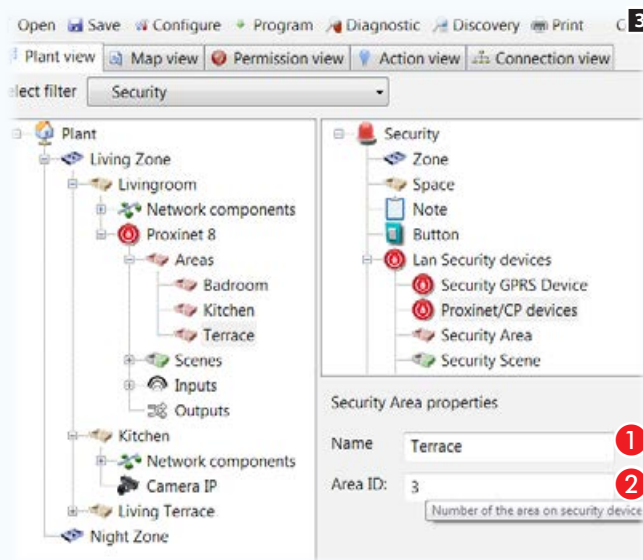 Open Save Configure Program Diagnostic Discovery Print C 3
Plant view Map view Permission view Action view Connection view
elect filter Security
Plant
Living Zone
Livingroom
Network components
Proxinet 8
Areas
Badroom
Kitchen
Terrace
Scenes
Inputs
Outputs
Kitchen
Network components
Camera IP
Living Terrace
Night Zone
Security
Zone
Space
Note
Button
Lan Security devices
Security GPRS Device
Proxinet/CP devices
Security Area
Security Scene
Security Area properties
Name Terrace 1
Area ID: 3 2
Number of the area on security device